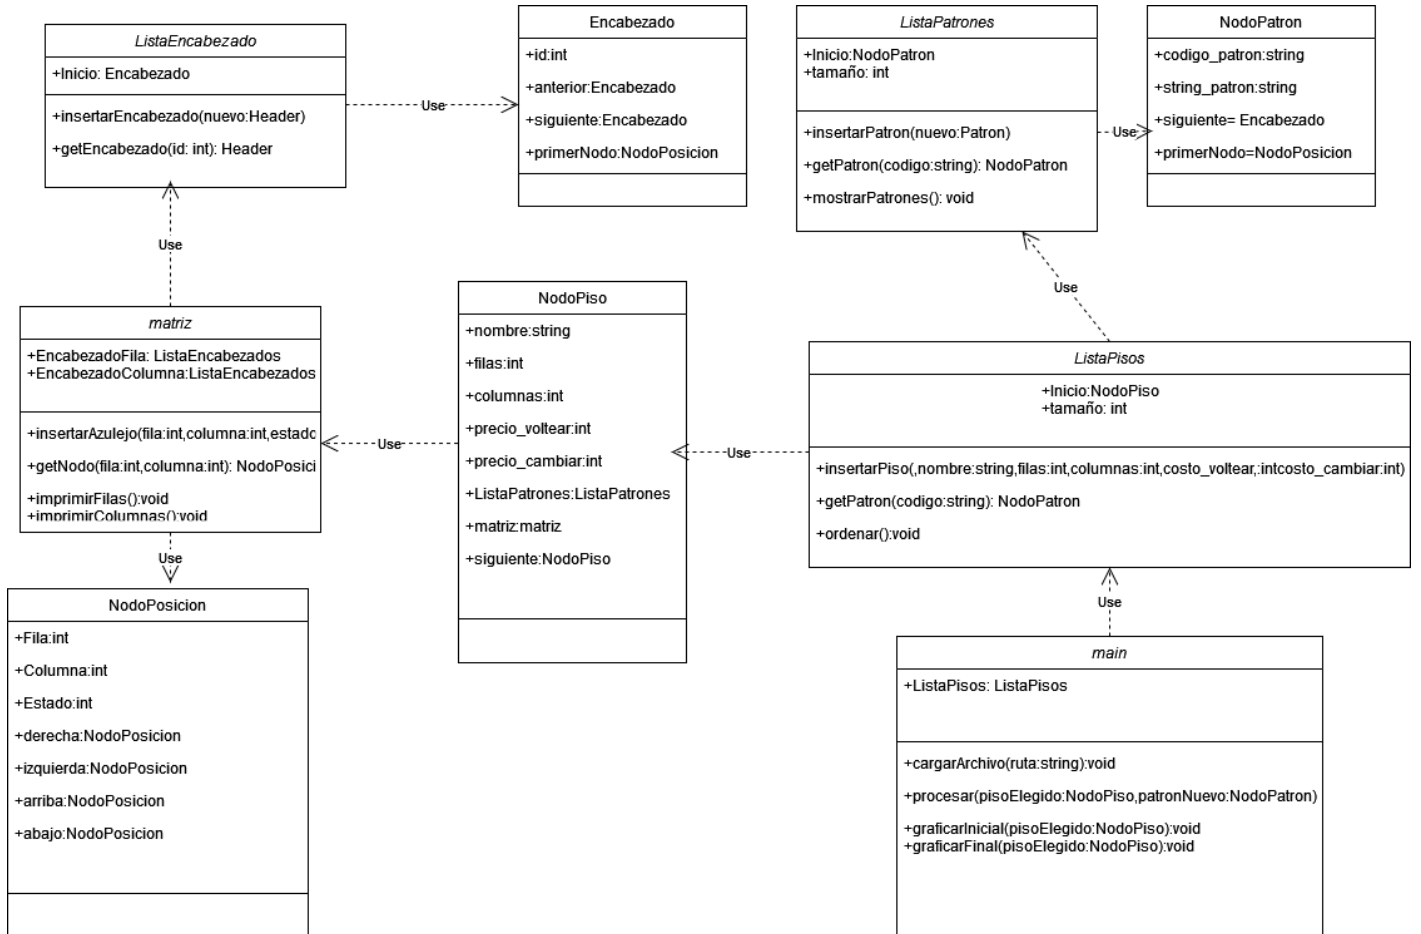 ListaEncabezado
+Inicio: Encabezado
+insertarEncabezado(nuevo:Header)
+getEncabezado(id: int): Header
Use
Encabezado
+id:int
+anterior:Encabezado
+siguiente:Encabezado
+primerNodo:NodoPosicion
ListaPatrones
+Inicio:NodoPatron
+tamaño: int
+insertarPatron(nuevo:Patron)
+getPatron(codigo:string): NodoPatron
+mostrarPatrones(): void
Use
NodoPatron
+codigo_patron:string
+string_patron:string
+siguiente= Encabezado
+primerNodo=NodoPosicion
Use
Use
matriz
+EncabezadoFila: ListaEncabezados
+EncabezadoColumna:ListaEncabezados
+insertarAzulejo(fila:int,columna:int,estado
+getNodo(fila:int,columna:int): NodoPosici
+imprimirFilas():void
+imprimirColumnas():void
Use
NodoPiso
+nombre:string
+filas:int
+columnas:int
+precio_voltear:int
+precio_cambiar:int
+ListaPatrones:ListaPatrones
+matriz:matriz
+siguiente:NodoPiso
Use
ListaPisos
+Inicio:NodoPiso
+tamaño: int
+insertarPiso(,nombre:string,filas:int,columnas:int,costo_voltear,:intcosto_cambiar:int)
+getPatron(codigo:string): NodoPatron
+ordenar():void
Use
Use
NodoPosicion
+Fila:int
+Columna:int
+Estado:int
+derecha:NodoPosicion
+izquierda:NodoPosicion
+arriba:NodoPosicion
+abajo:NodoPosicion
main
+ListaPisos: ListaPisos
+cargarArchivo(ruta:string):void
+procesar(pisoElegido:NodoPiso,patronNuevo:NodoPatron)
+graficarInicial(pisoElegido:NodoPiso):void
+graficarFinal(pisoElegido:NodoPiso):void